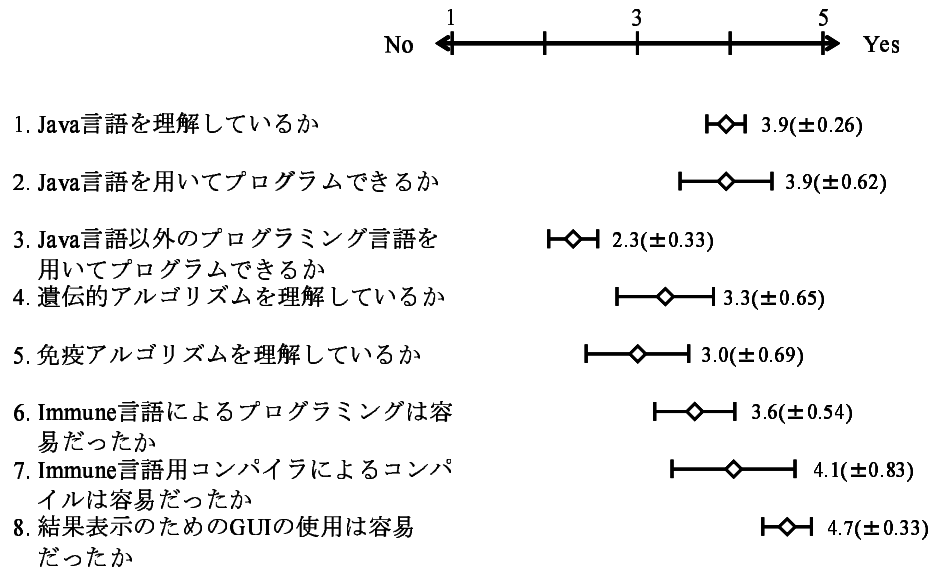 1 3 5
No Yes
1. Java言語を理解しているか 3.9(±0.26)
2. Java言語を用いてプログラムできるか 3.9(±0.62)
3. Java言語以外のプログラミング言語を 2.3(±0.33)
用いてプログラムできるか
4. 遺伝的アルゴリズムを理解しているか 3.3(±0.65)
5. 免疫アルゴリズムを理解しているか 3.0(±0.69)
6. Immune言語によるプログラミングは容 3.6(±0.54)
易だったか
7. Immune言語用コンパイラによるコンパ 4.1(±0.83)
イルは容易だったか
8. 結果表示のためのGUIの使用は容易 4.7(±0.33)
だったか